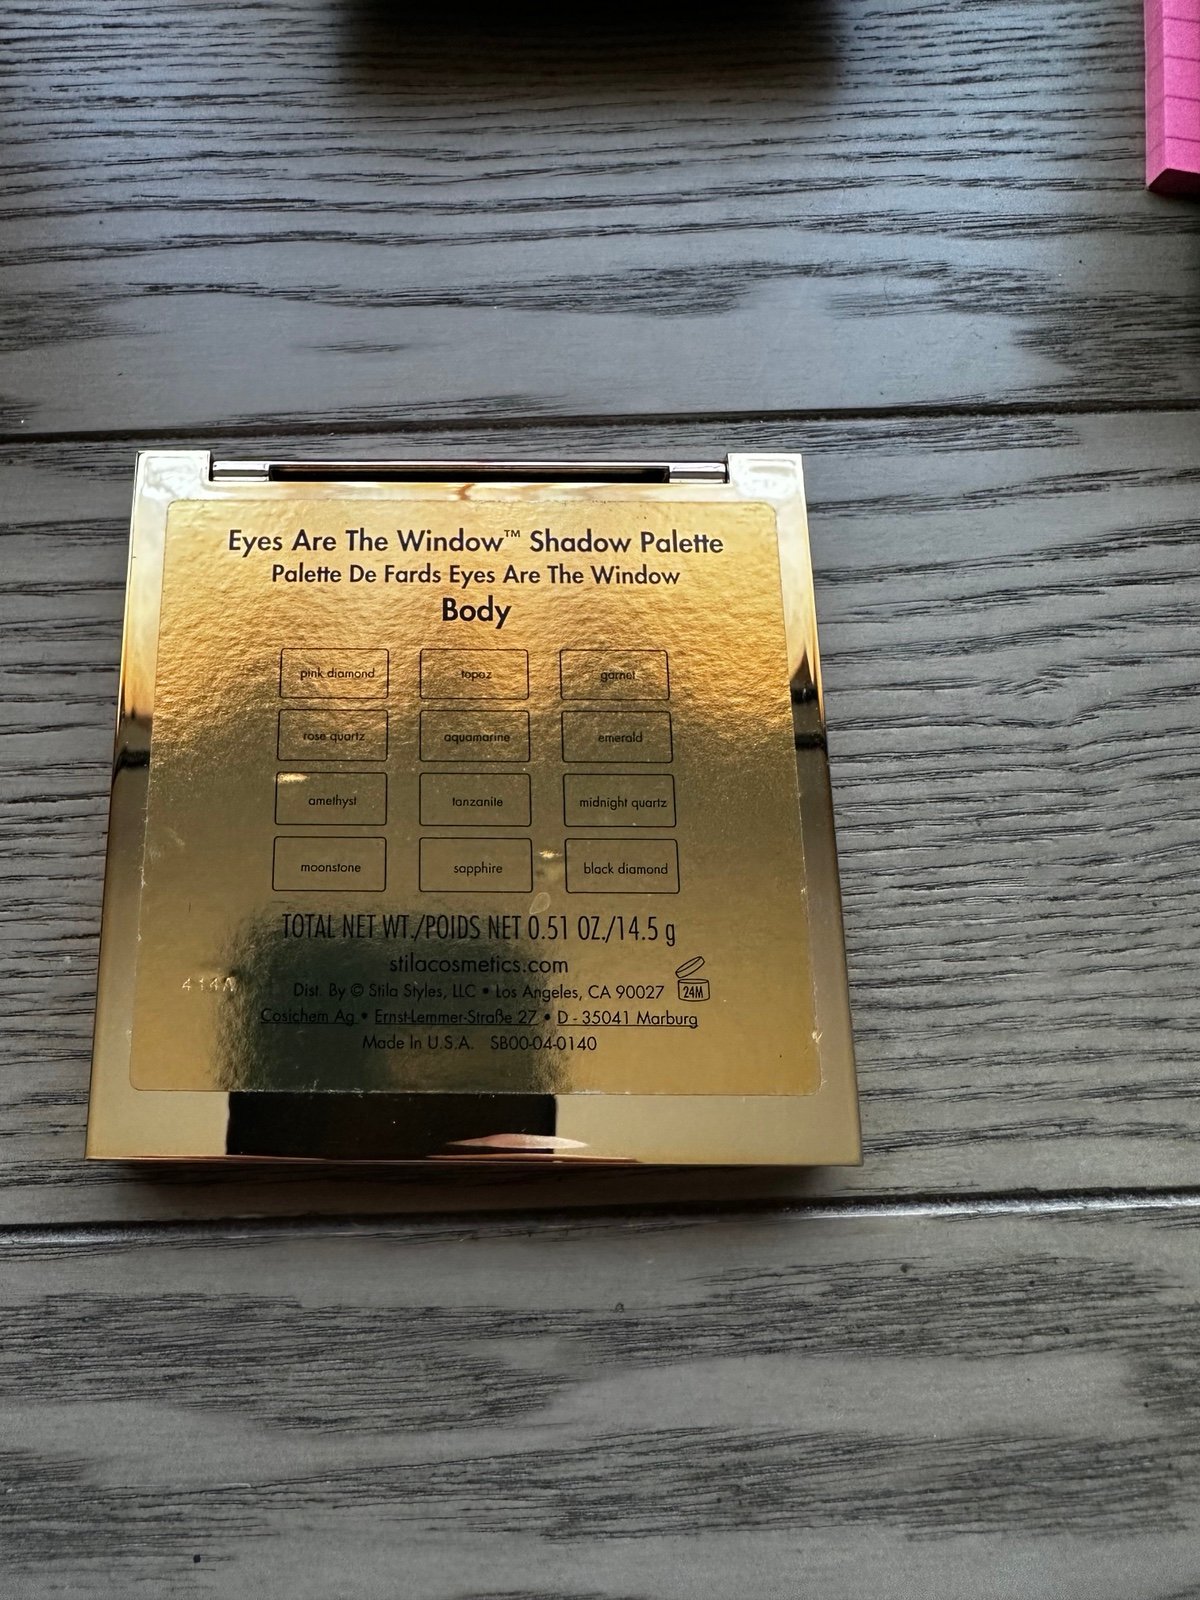 Eyes Are The Window™ Shadow Palette
Palette De Fards Eyes Are The Window
Body
pink diamond topaz garnet
rose quartz aquamarine emerald
amethyst tanzanite midnight quartz
moonstone sapphire black diamond
TOTAL NET WT./POIDS NET 0.51 OZ./14.5 g
stilacosmetics.com
414A Dist. By © Stila Styles, LLC • Los Angeles, CA 90027 24M
Cosichem Ag • Ernst-Lemmer-Straße 27 • D - 35041 Marburg
Made In U.S.A. SB00-04-0140